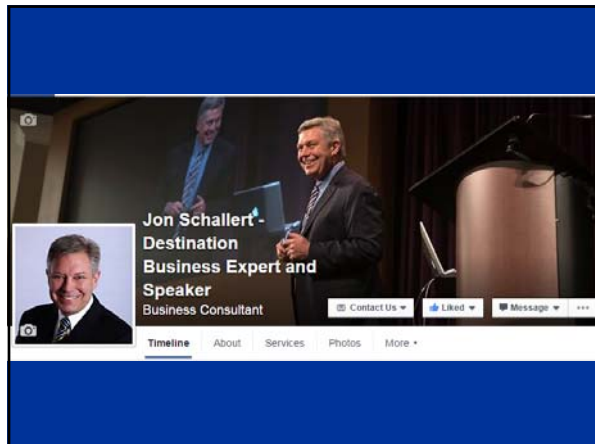 Jon Schallert -
Destination
Business Expert and
Speaker
Business Consultant
Contact Us
Liked
Message
Timeline About Services Photos More